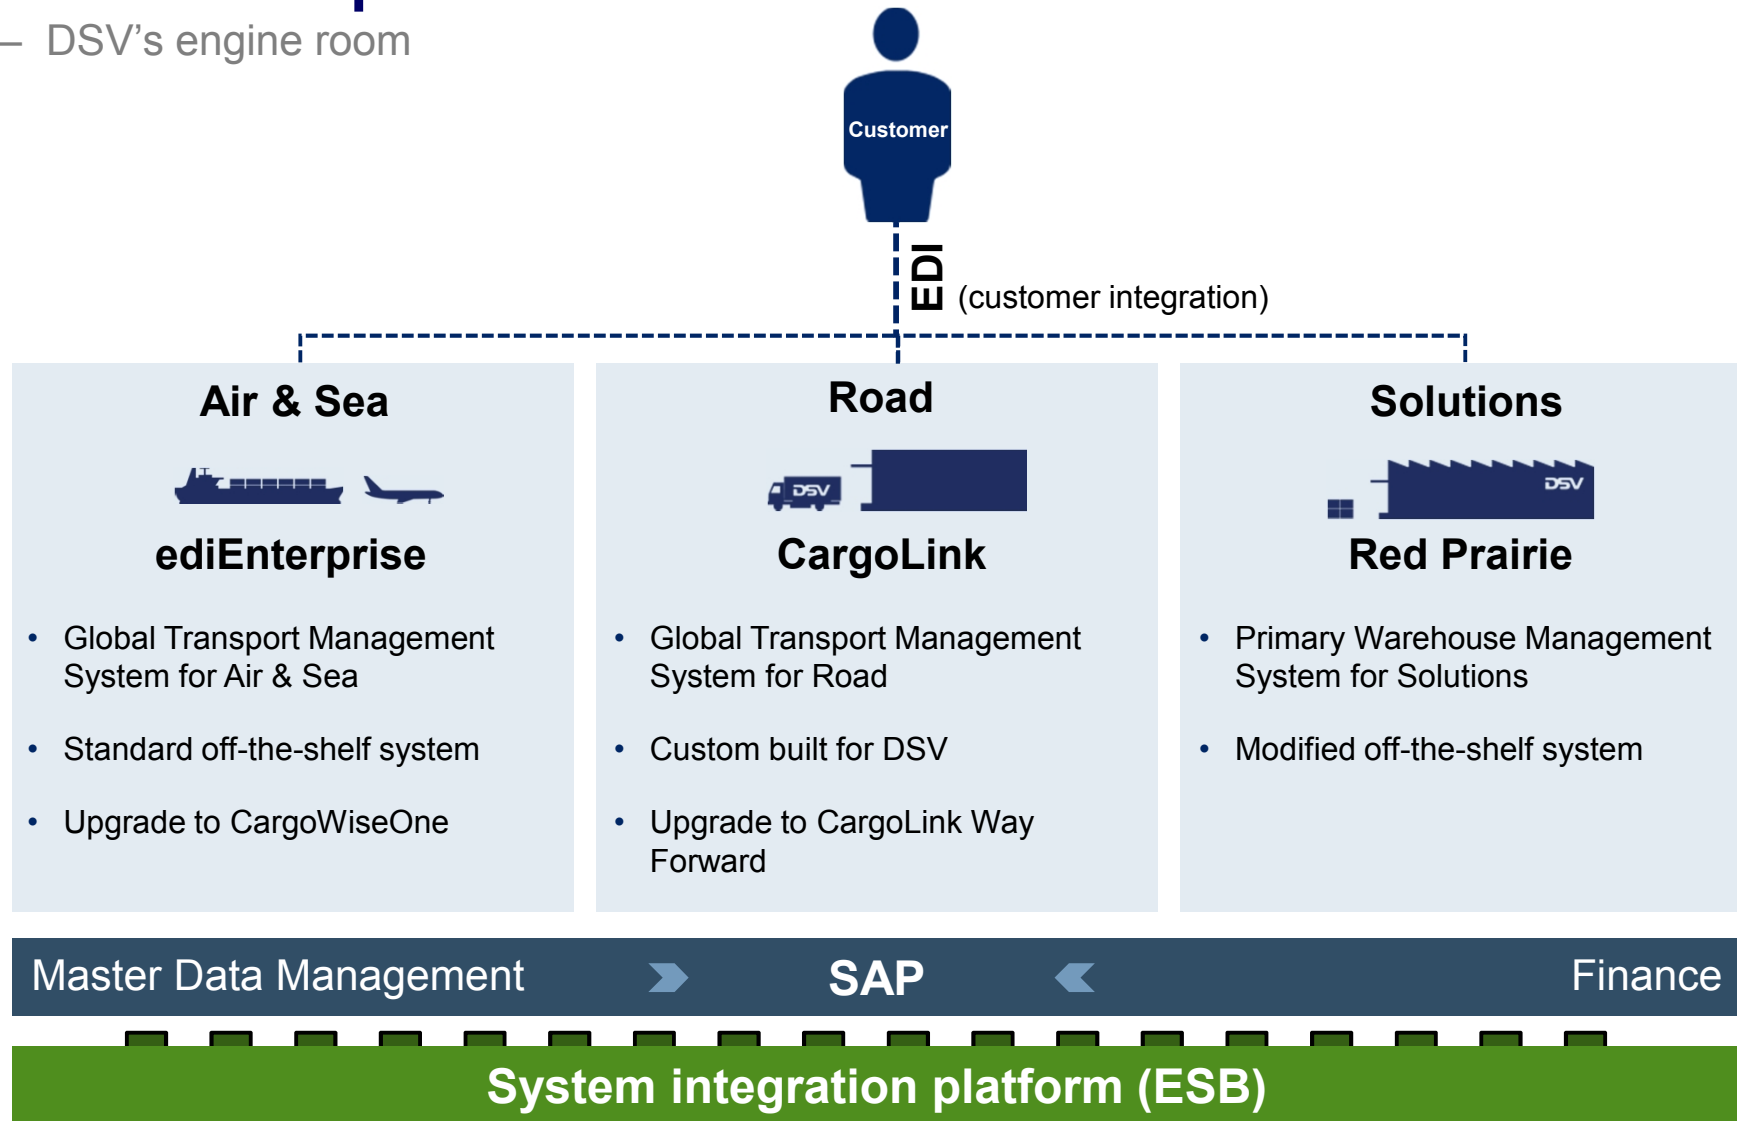 – DSV’s engine room
Customer
EDI
(customer integration)
Air & Sea
ediEnterprise
• Global Transport Management
System for Air & Sea
• Standard off-the-shelf system
• Upgrade to CargoWiseOne
Road
DSV
CargoLink
• Global Transport Management
System for Road
• Custom built for DSV
• Upgrade to CargoLink Way
Forward
Solutions
DSV
Red Prairie
• Primary Warehouse Management
System for Solutions
• Modified off-the-shelf system
Master Data Management
SAP
Finance
System integration platform (ESB)